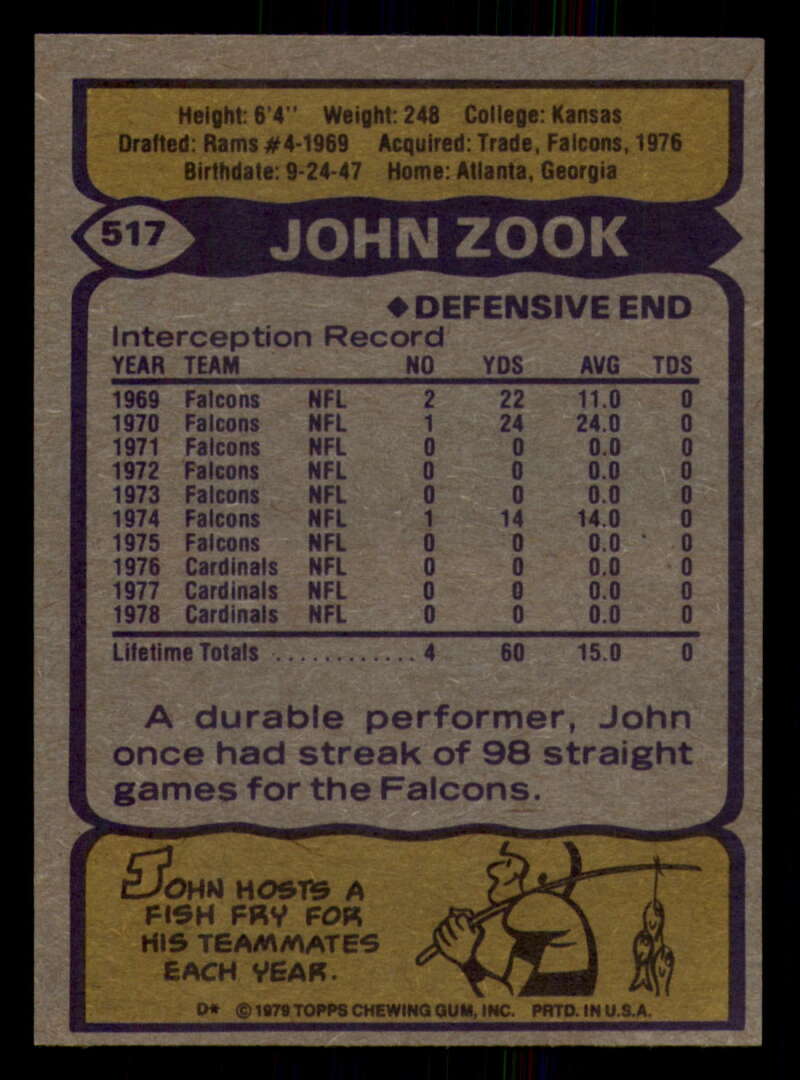 Height: 6'4" Weight: 248 College: Kansas
Drafted: Rams #4-1969 Acquired: Trade, Falcons, 1976
Birthdate: 9-24-47 Home: Atlanta, Georgia
517 JOHN ZOOK
◆DEFENSIVE END
Interception Record
YEAR TEAM NO YDS AVG TDS
1969 Falcons NFL 2 22 11.0 0
1970 Falcons NFL 1 24 24.0 0
1971 Falcons NFL 0 0 0.0 0
1972 Falcons NFL 0 0 0.0 0
1973 Falcons NFL 0 0 0.0 0
1974 Falcons NFL 1 14 14.0 0
1975 Falcons NFL 0 0 0.0 0
1976 Cardinals NFL 0 0 0.0 0
1977 Cardinals NFL 0 0 0.0 0
1978 Cardinals NFL 0 0 0.0 0
Lifetime Totals ............. 4 60 15.0 0
A durable performer, John
once had streak of 98 straight
games for the Falcons.
JOHN HOSTS A
FISH FRY FOR
HIS TEAMMATES
EACH YEAR.
D* © 1979 TOPPS CHEWING GUM, INC. PRTD. IN U.S.A.